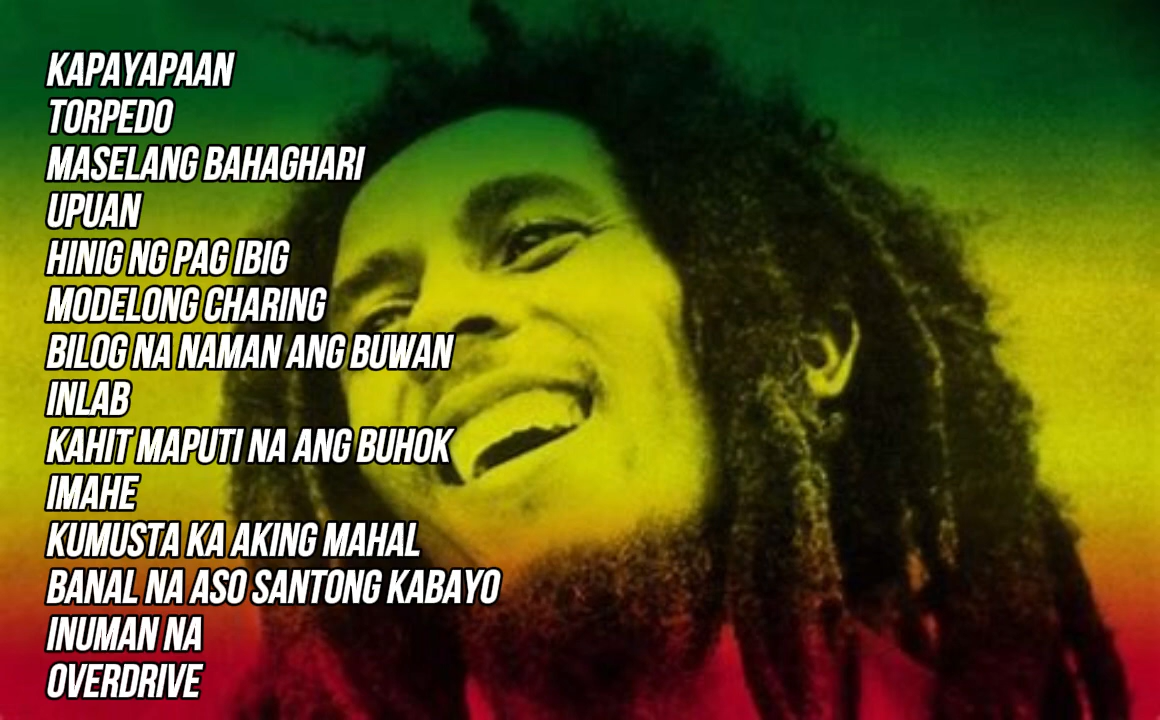 KAPAYAPAAN
TORPEDO
MASELANG BAHAGHARI
UPUAN
HINIG NG PAG IBIG
MODELONG CHARING
BILOG NA NAMAN ANG BUWAN
INLAB
KAHIT MAPUTI NA ANG BUHOK
IMAHE
KUMUSTA KA AKING MAHAL
BANAL NA ASO SANTONG KABAYO
INUMAN NA
OVERDRIVE